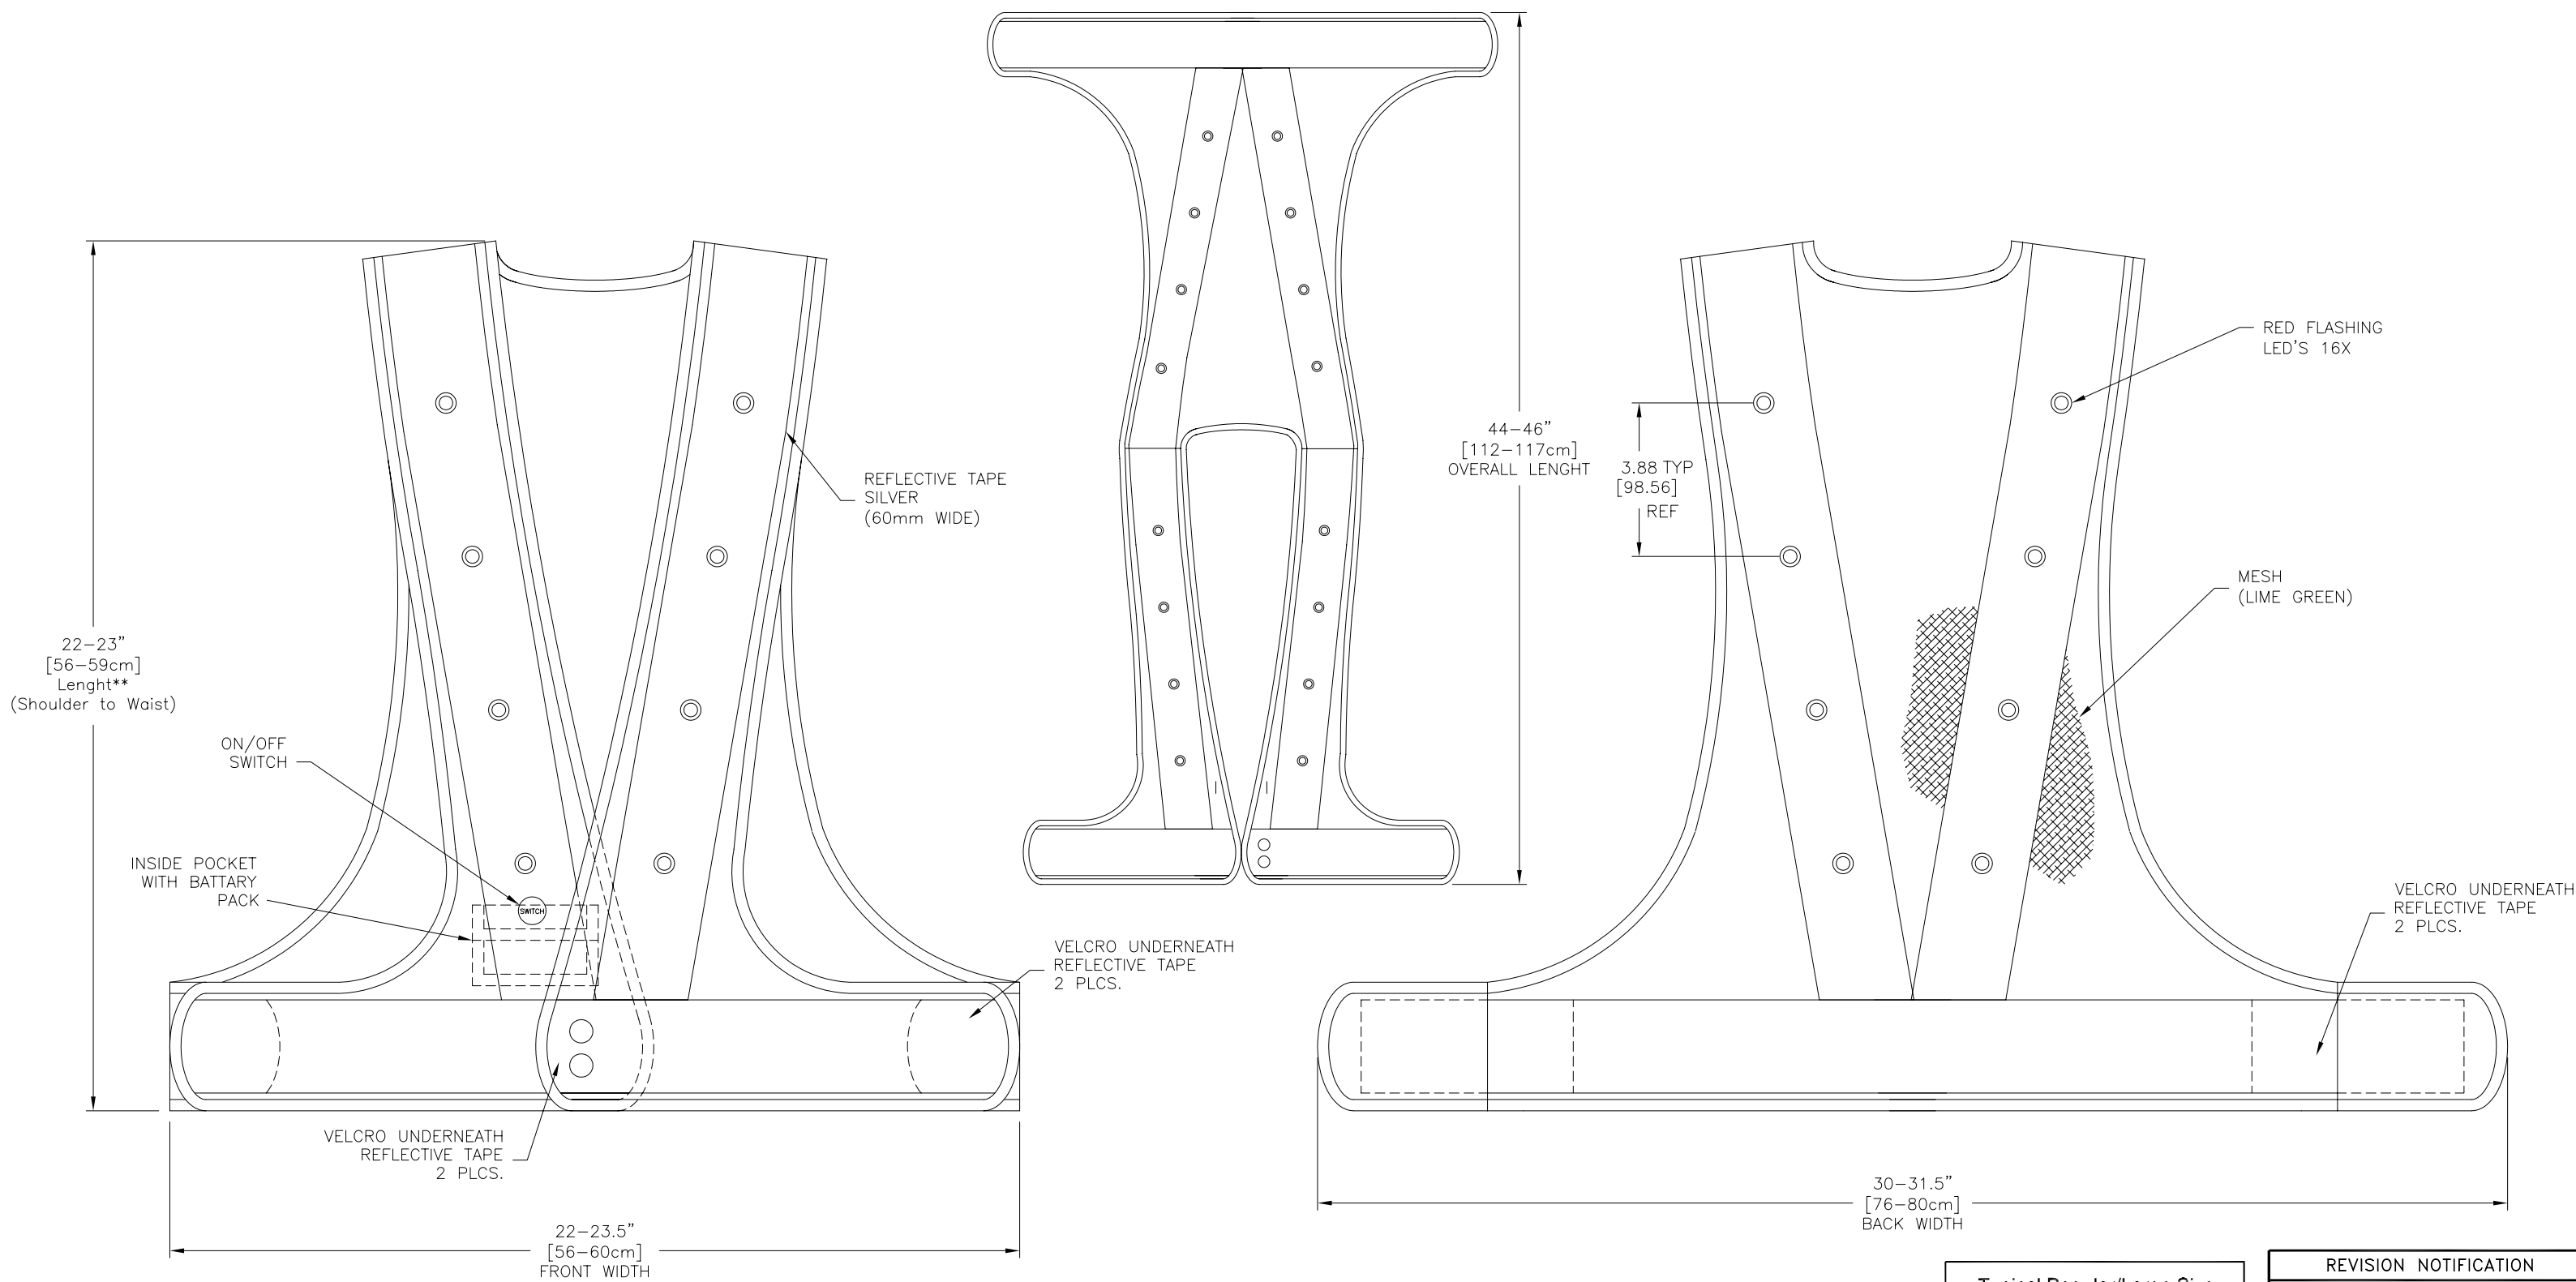 44–46”
[112–117cm]
OVERALL LENGHT
RED FLASHING
LED'S 16X
3.88 TYP
[98.56]
REF
REFLECTIVE TAPE
SILVER
(60mm WIDE)
MESH
(LIME GREEN)
22–23”
[56–59cm]
Lenght**
(Shoulder to Waist)
ON/OFF
SWITCH
INSIDE POCKET
WITH BATTARY
PACK
SWITCH
VELCRO UNDERNEATH
REFLECTIVE TAPE
2 PLCS.
VELCRO UNDERNEATH
REFLECTIVE TAPE
2 PLCS.
VELCRO UNDERNEATH
REFLECTIVE TAPE
2 PLCS.
22–23.5”
[56–60cm]
FRONT WIDTH
30–31.5”
[76–80cm]
BACK WIDTH
REVISION NOTIFICATION